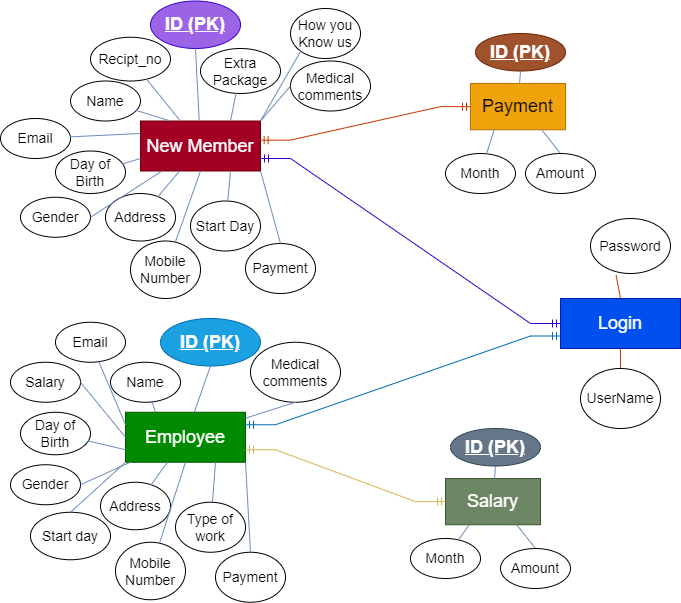 ID (PK)
How you
Know us
Recipt_no
Extra
Package
Medical
comments
Name
Email
New Member
Day of
Birth
Gender
Address
Start Day
Mobile
Number
Payment
ID (PK)
Payment
Month
Amount
Password
Login
UserName
Email
ID (PK)
Salary
Name
Medical
comments
Day of
Birth
Employee
Gender
Address
Start day
Type of
work
Mobile
Number
Payment
ID (PK)
Salary
Month
Amount